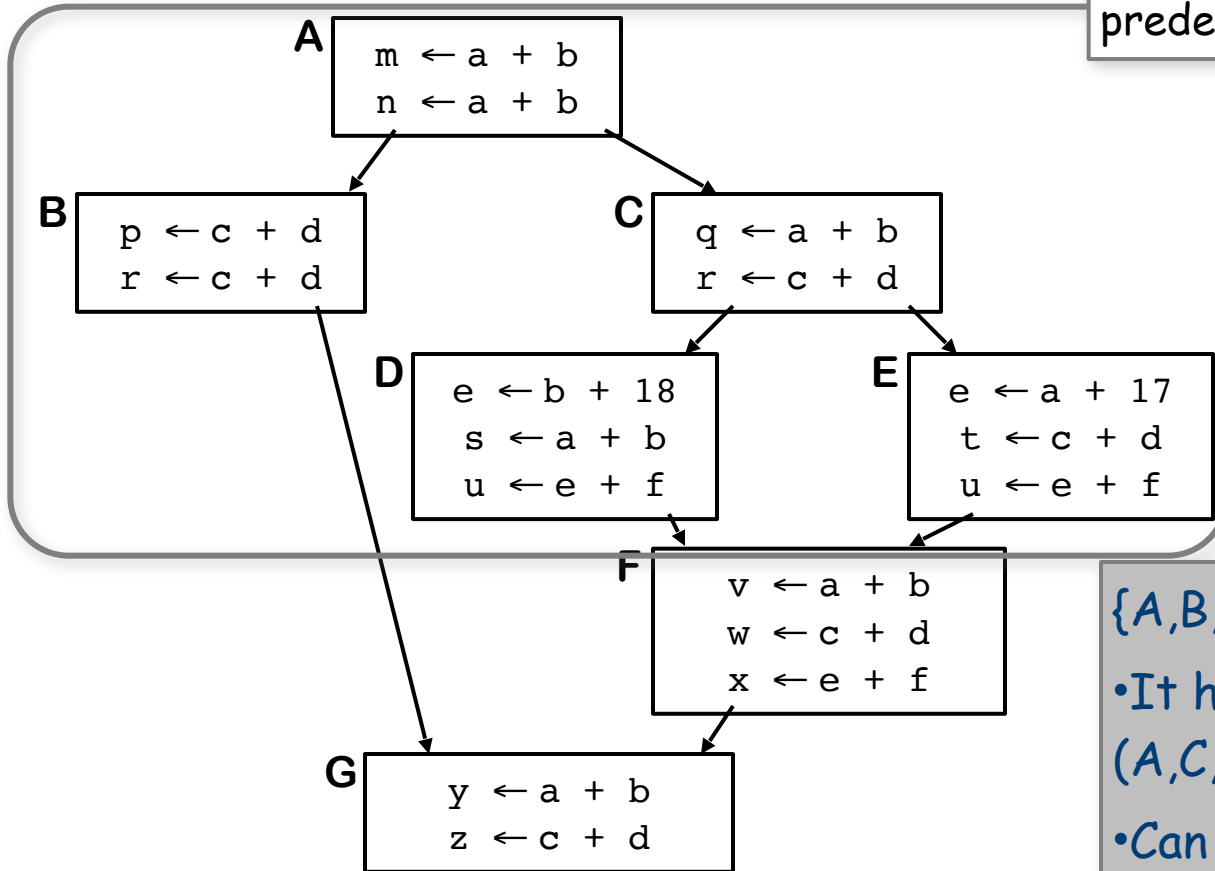 prede
A
m ← a + b
n ← a + b
B
p ← c + d
r ← c + d
C
q ← a + b
r ← c + d
D
e ← b + 18
s ← a + b
u ← e + f
E
e ← a + 17
t ← c + d
u ← e + f
F
v ← a + b
w ← c + d
x ← e + f
G
y ← a + b
z ← c + d
{A,B,
•It h
(A,C,
•Can